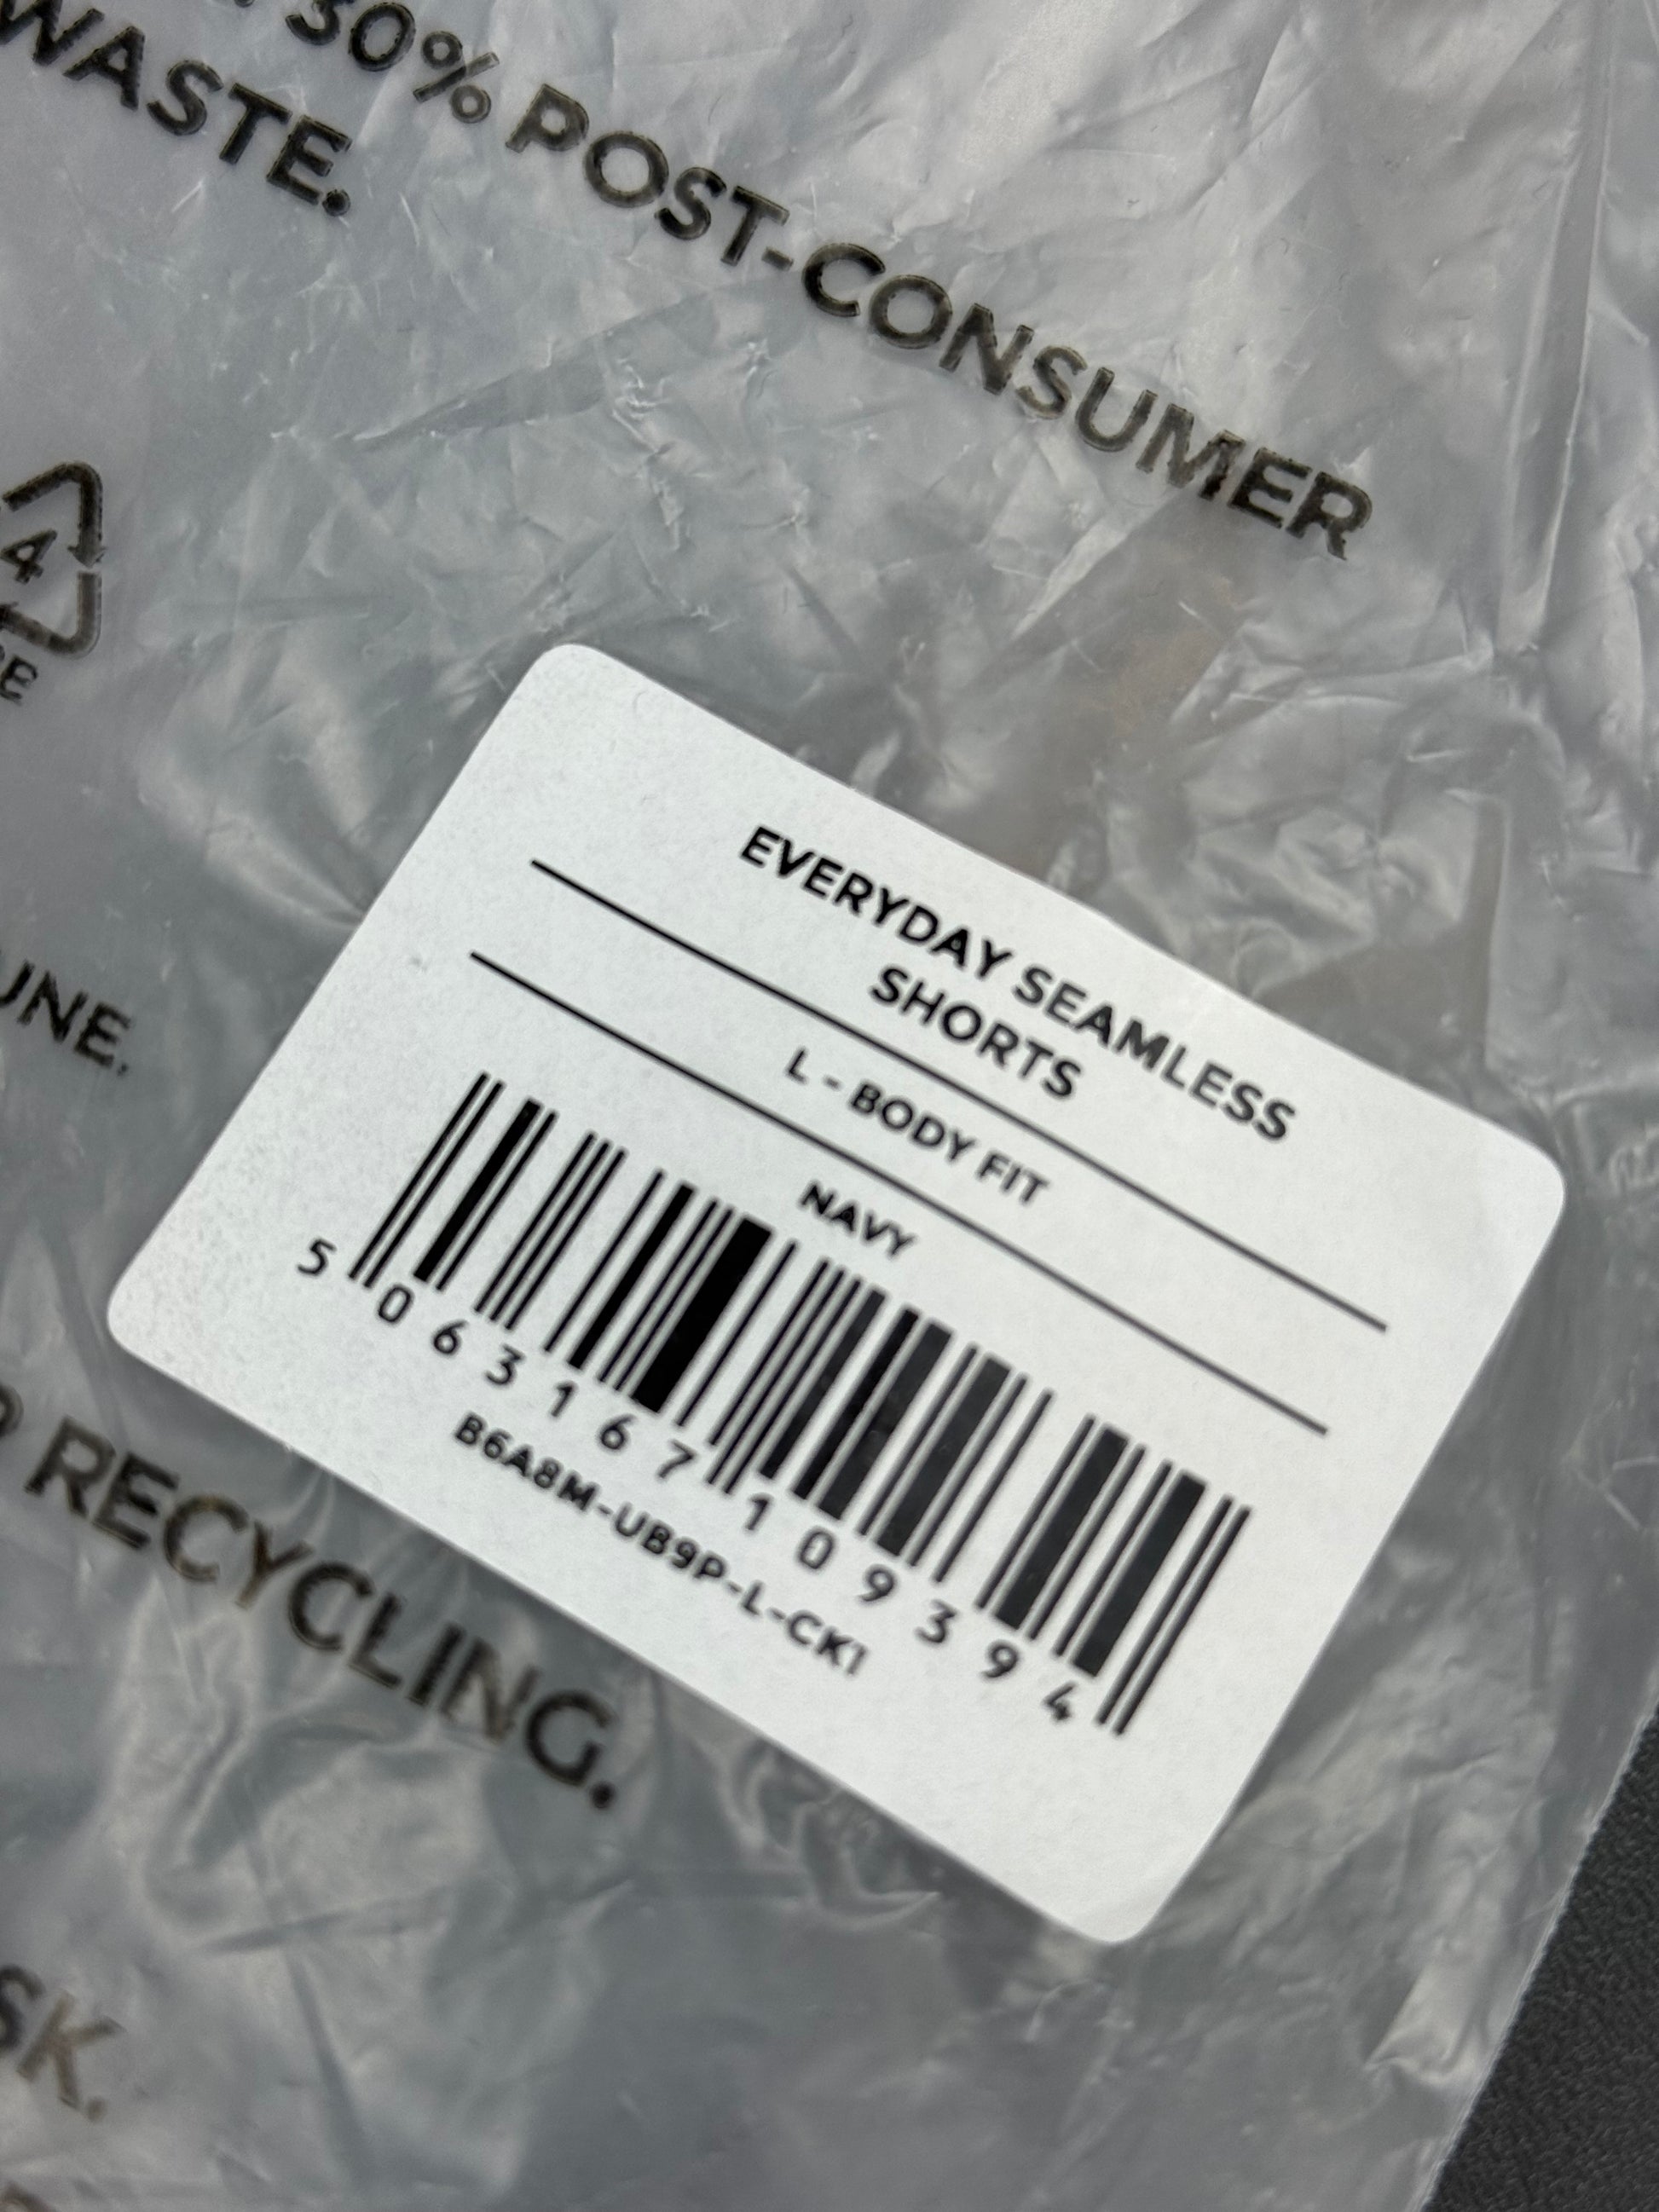 30% POST-CONSUMER
WASTE.
4
UNE.
EVERYDAY SEAMLESS
SHORTS
L - BODY FIT
NAVY
5 063167 109394
B6A8M-UB9P-L-CK1
RECYCLING.
SK.